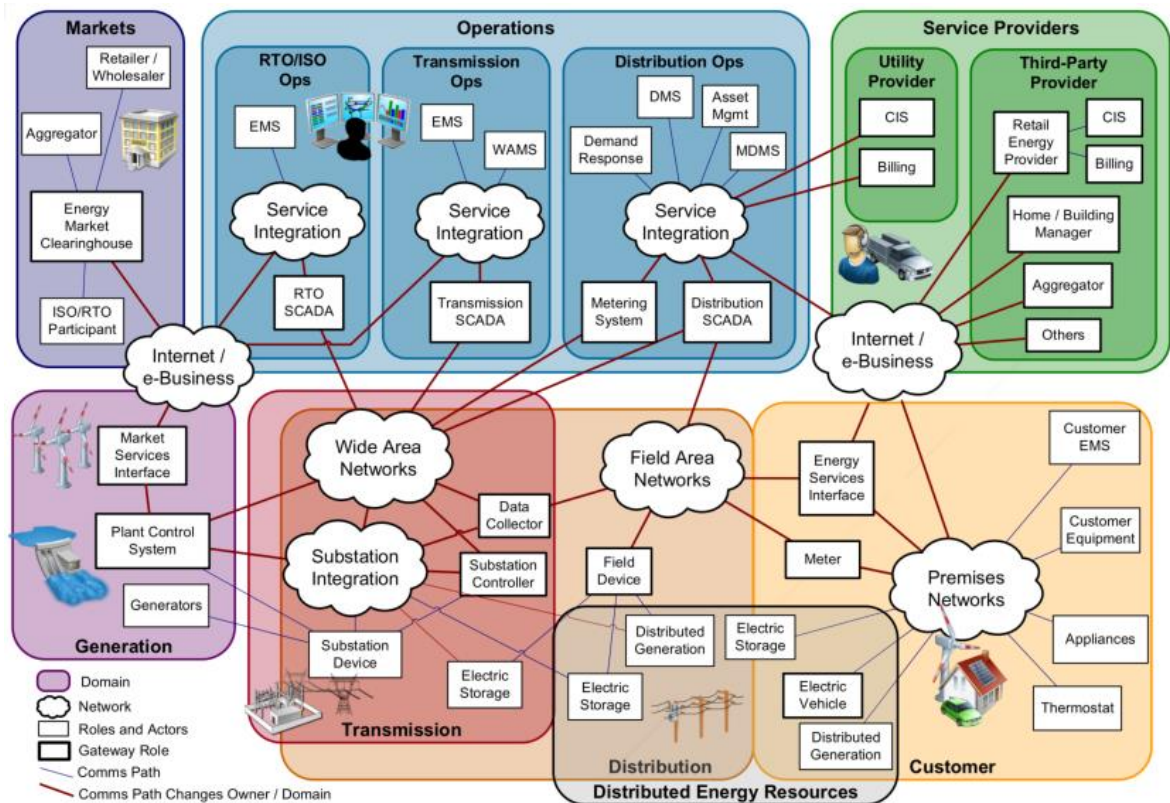 Markets
Retailer /
Wholesaler
Aggregator
Energy
Market
Clearinghouse
ISO/RTO
Participant
Operations
RTO/ISO
Ops
EMS
Service
Integration
RTO
SCADA
Transmission
Ops
EMS
WAMS
Service
Integration
Transmission
SCADA
Distribution Ops
DMS
Asset
Mgmt
Demand
Response
MDMS
Service
Integration
Metering
System
Distribution
SCADA
Service Providers
Utility
Provider
CIS
Billing
Third-Party
Provider
Retail
Energy
Provider
CIS
Billing
Home / Building
Manager
Aggregator
Others
Internet /
e-Business
Internet /
e-Business
Market
Services
Interface
Plant Control
System
Generators
Generation
Wide Area
Networks
Substation
Integration
Data
Collector
Substation
Controller
Substation
Device
Electric
Storage
Transmission
Field Area
Networks
Field
Device
Distributed
Generation
Electric
Storage
Distribution
Energy
Services
Interface
Meter
Premises
Networks
Customer
EMS
Customer
Equipment
Appliances
Thermostat
Electric
Storage
Electric
Vehicle
Distributed
Generation
Customer
Distributed Energy Resources
Domain
Network
Roles and Actors
Gateway Role
Comms Path
Comms Path Changes Owner / Domain